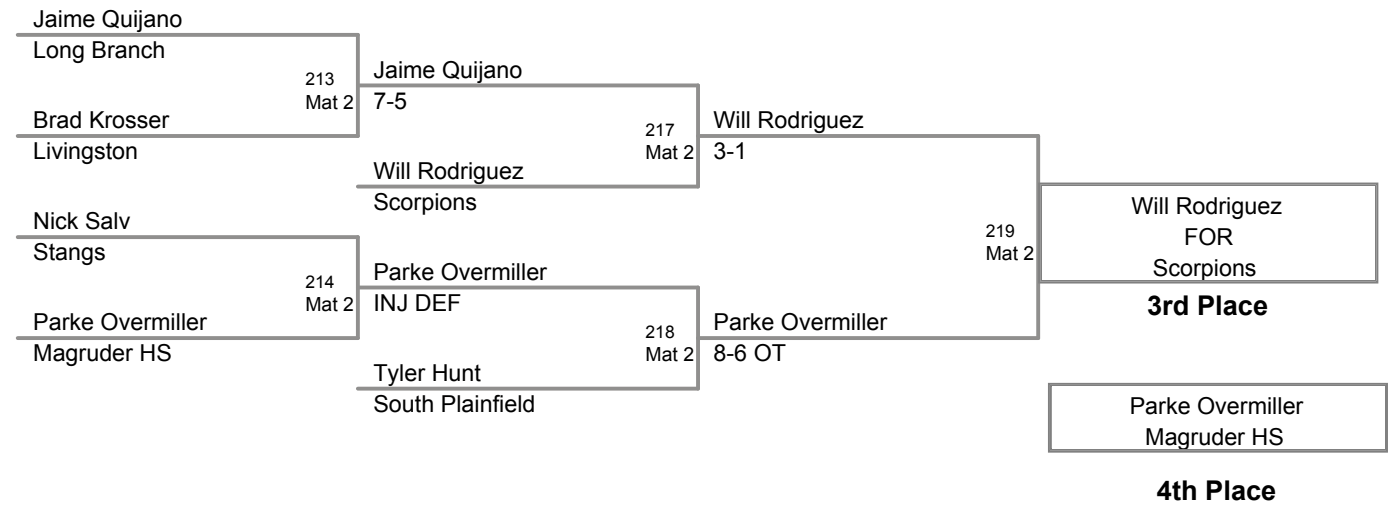 Jaime Quijano
Long Branch
213
Mat 2
Brad Krosser
Livingston
Jaime Quijano
7-5
217
Mat 2
Will Rodriguez
Scorpions
Will Rodriguez
3-1
Nick Salv
Stangs
214
Mat 2
Parke Overmiller
Magruder HS
Parke Overmiller
INJ DEF
218
Mat 2
Tyler Hunt
South Plainfield
Parke Overmiller
8-6 OT
219
Mat 2
Will Rodriguez
FOR
Scorpions
3rd Place
Parke Overmiller
Magruder HS
4th Place